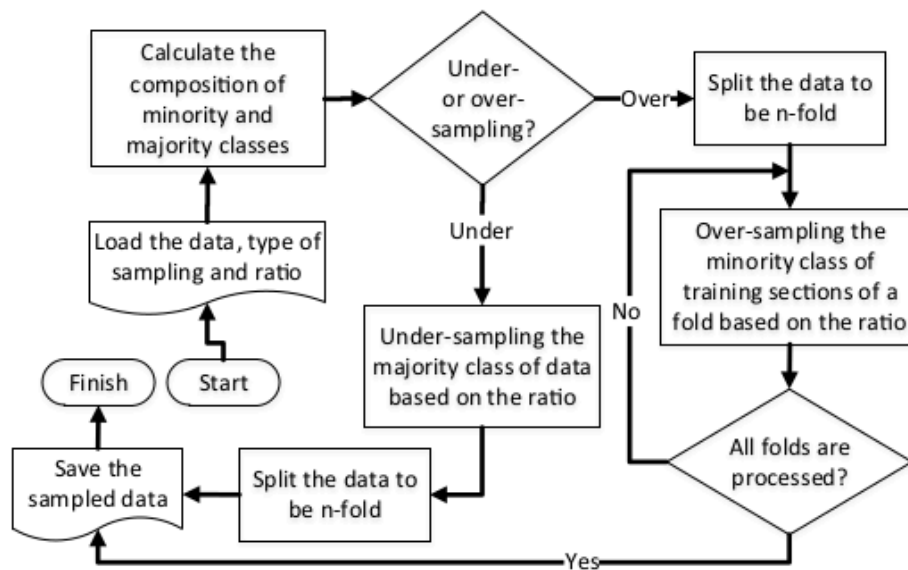 Calculate the
composition of
minority and
majority classes
Under-
or over-
sampling?
Over
Split the data to
be n-fold
Load the data, type of
sampling and ratio
Under
Over-sampling the
minority class of
training sections of a
fold based on the ratio
No
Under-sampling the
majority class of data
based on the ratio
Finish
Start
All folds are
processed?
Save the
sampled data
Split the data to
be n-fold
Yes